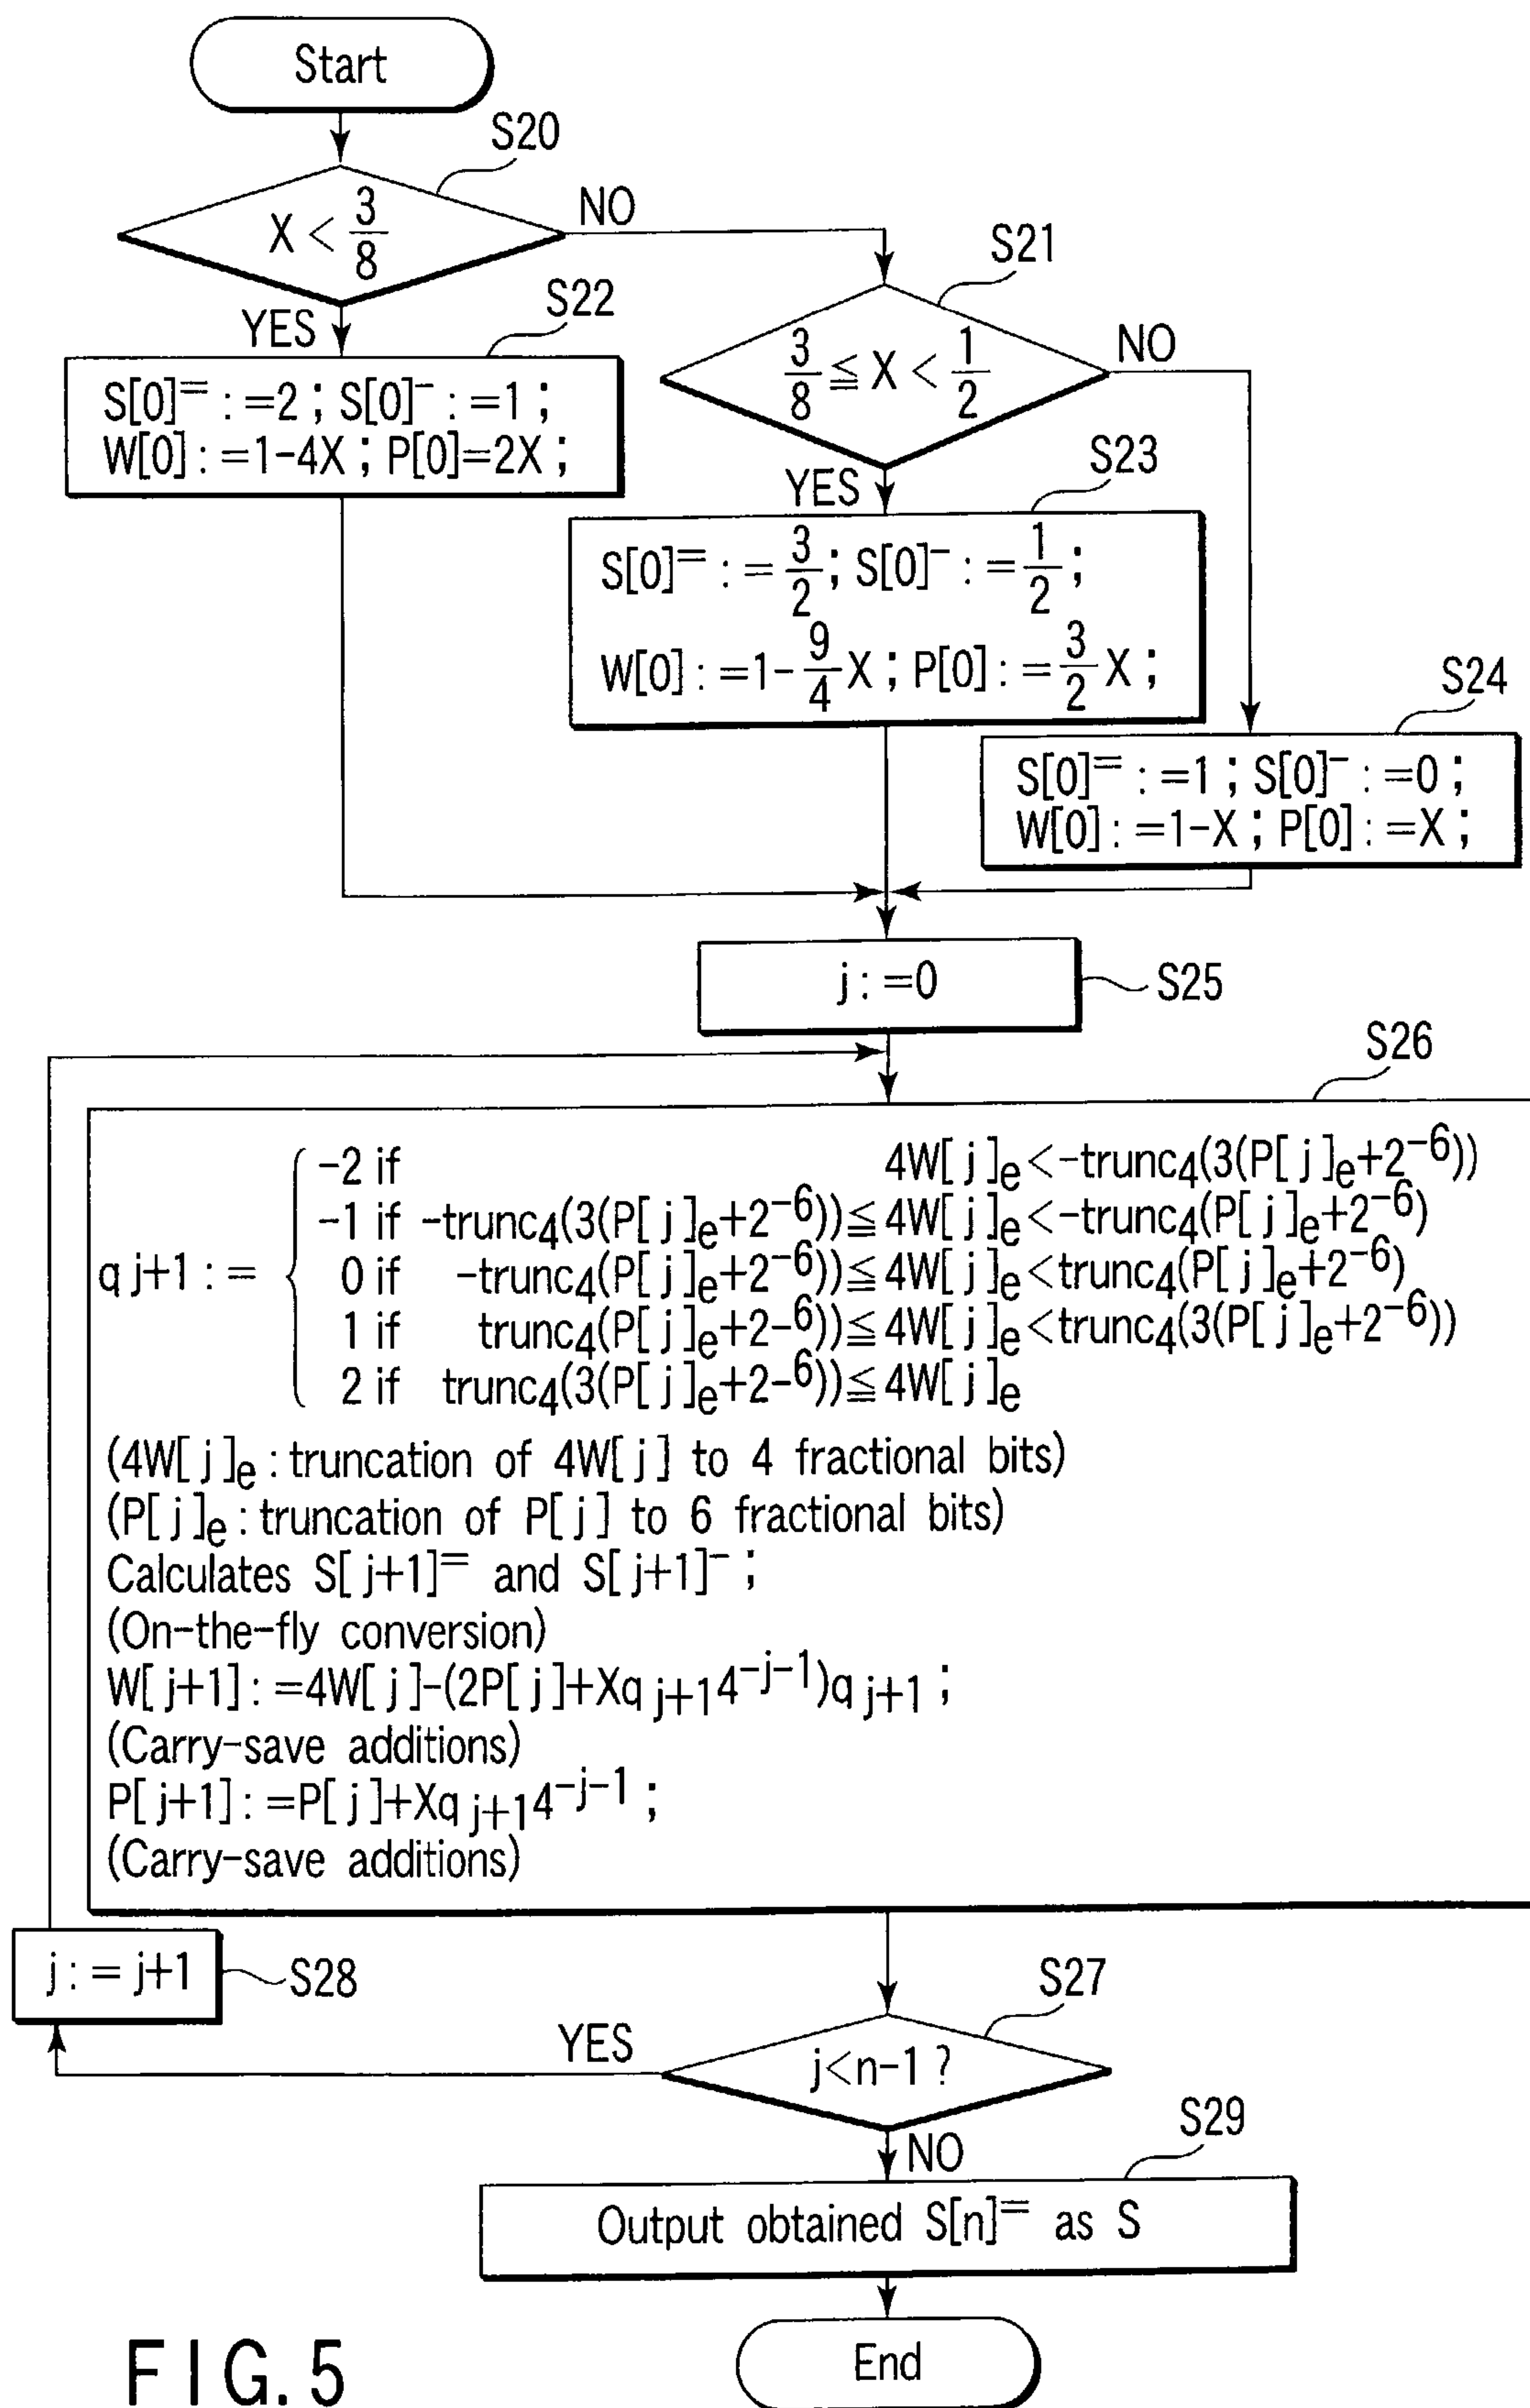 Start
S20
X < 3/8
NO
YES
S21
3/8 ≦ X < 1/2
NO
YES
S22
S[0]⁼ :=2 ; S[0]⁻ :=1 ;
W[0] :=1-4X ; P[0]=2X ;
S23
S[0]⁼ := 3/2 ; S[0]⁻ := 1/2 ;
W[0] :=1- 9/4 X ; P[0] := 3/2 X ;
S24
S[0]⁼ :=1 ; S[0]⁻ :=0 ;
W[0] :=1-X ; P[0] :=X ;
j :=0
S25
S26
q j+1 :=
-2 if 4W[j]e<-trunc4(3(P[j]e+2⁻⁶))
-1 if -trunc4(3(P[j]e+2⁻⁶))≦4W[j]e<-trunc4(P[j]e+2⁻⁶)
0 if -trunc4(P[j]e+2⁻⁶))≦4W[j]e<trunc4(P[j]e+2⁻⁶)
1 if trunc4(P[j]e+2-⁶))≦4W[j]e<trunc4(3(P[j]e+2⁻⁶))
2 if trunc4(3(P[j]e+2-⁶))≦4W[j]e
(4W[j]e : truncation of 4W[j] to 4 fractional bits)
(P[j]e : truncation of P[j] to 6 fractional bits)
Calculates S[j+1]⁼ and S[j+1]⁻ ;
(On-the-fly conversion)
W[j+1] :=4W[j]-(2P[j]+Xq j+1 4⁻ʲ⁻¹)q j+1 ;
(Carry-save additions)
P[j+1] :=P[j]+Xq j+1 4⁻ʲ⁻¹ ;
(Carry-save additions)
j := j+1
S28
S27
j<n-1 ?
YES
NO
S29
Output obtained S[n]⁼ as S
End
FIG. 5